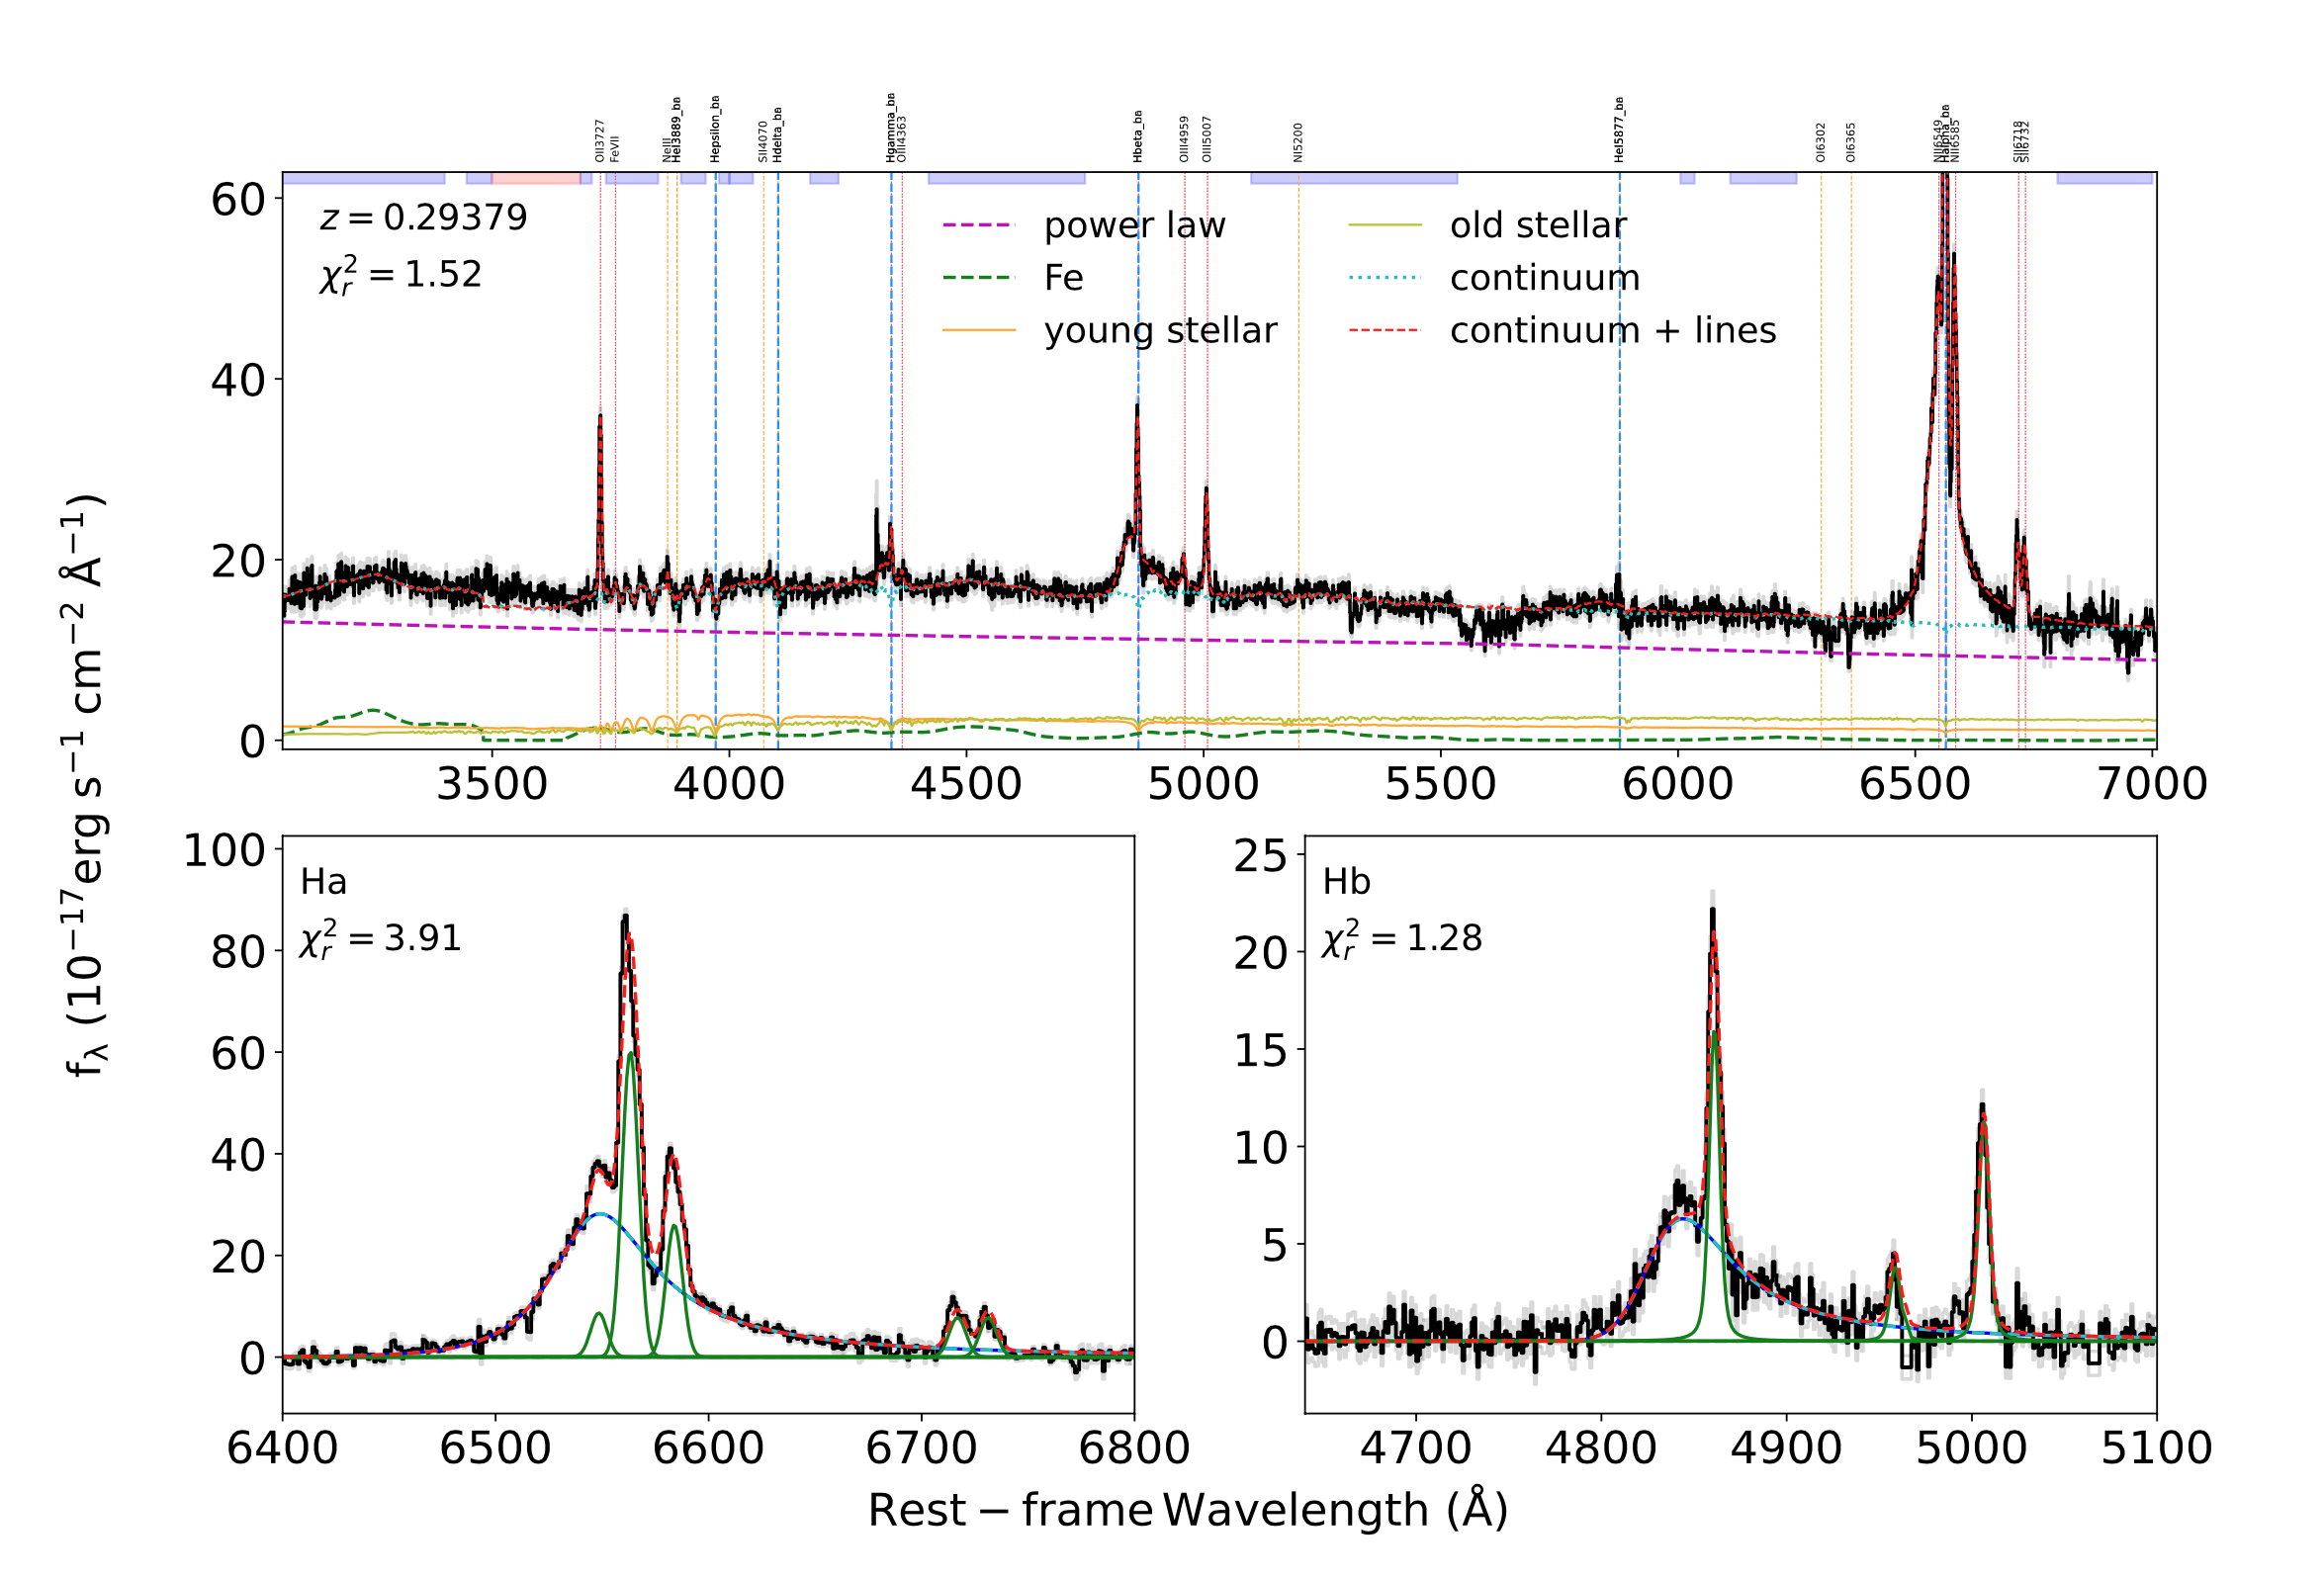 OII3727 FeVII NeIII HeI3889_br Hepsilon_br SII4070 Hdelta_br Hgamma_br OIII4363 Hbeta_br OIII4959 OIII5007 NI5200 HeI5877_br OI6302 OI6365 NII6549 Halpha_br NII6585 SII6718 SII6732
z = 0.29379
χ²ᵣ = 1.52
power law
Fe
young stellar
old stellar
continuum
continuum + lines
60
40
20
0
3500 4000 4500 5000 5500 6000 6500 7000
f_λ (10⁻¹⁷erg s⁻¹ cm⁻² Å⁻¹)
Ha
χ²ᵣ = 3.91
100
80
60
40
20
0
6400 6500 6600 6700 6800
Hb
χ²ᵣ = 1.28
25
20
15
10
5
0
4700 4800 4900 5000 5100
Rest − frame Wavelength (Å)